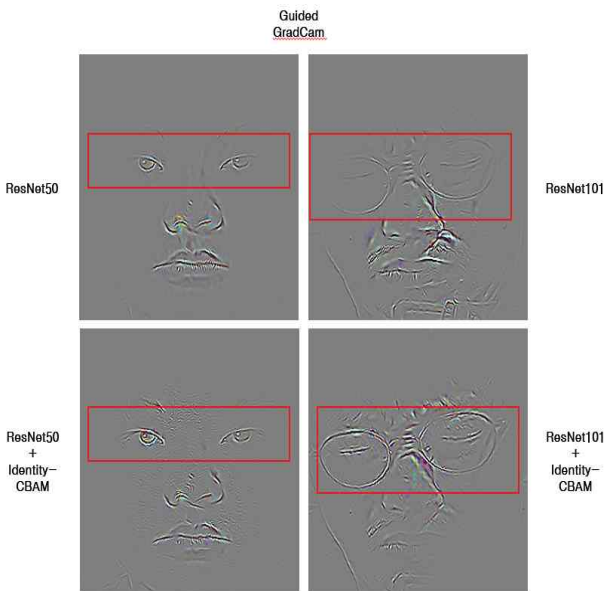 Guided
GradCam
ResNet50
ResNet101
ResNet50
+
Identity-
CBAM
ResNet101
+
Identity-
CBAM